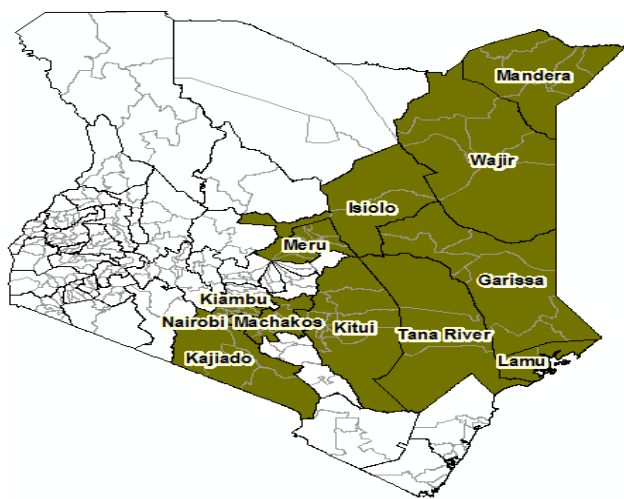 Mandera
Wajir
Isiolo
Meru
Garissa
Kiambu
Nairobi Machakos
Kitui
Tana River
Kajiado
Lamu